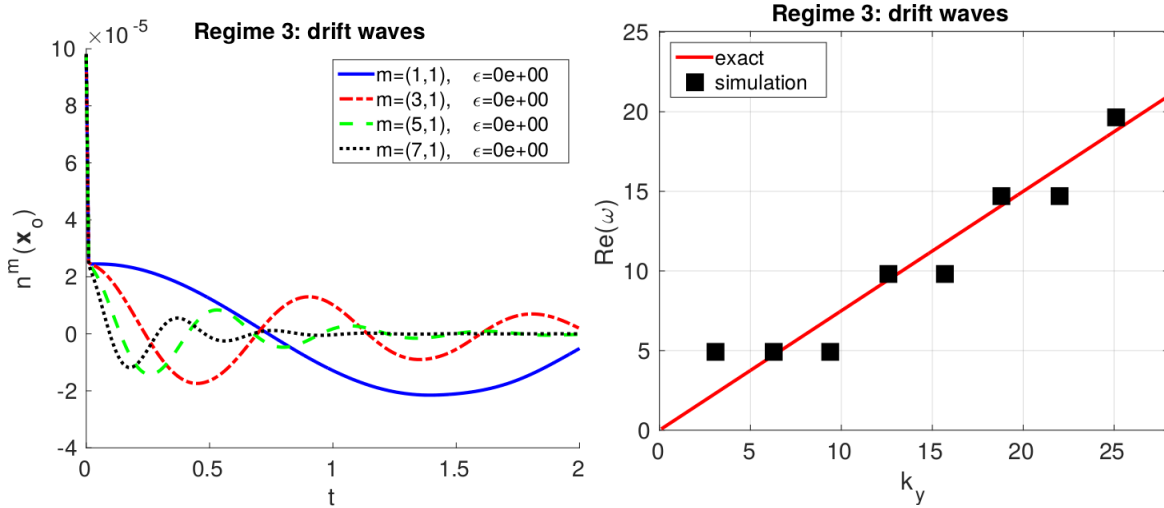 Regime 3: drift waves
×10⁻⁵
10
8
6
4
2
0
-2
-4
nᵐ(𝐱ₒ)
m=(1,1), ϵ=0e+00
m=(3,1), ϵ=0e+00
m=(5,1), ϵ=0e+00
m=(7,1), ϵ=0e+00
0
0.5
1
1.5
2
t
Regime 3: drift waves
25
20
15
10
5
0
Re(ω)
exact
simulation
0
5
10
15
20
25
k_y